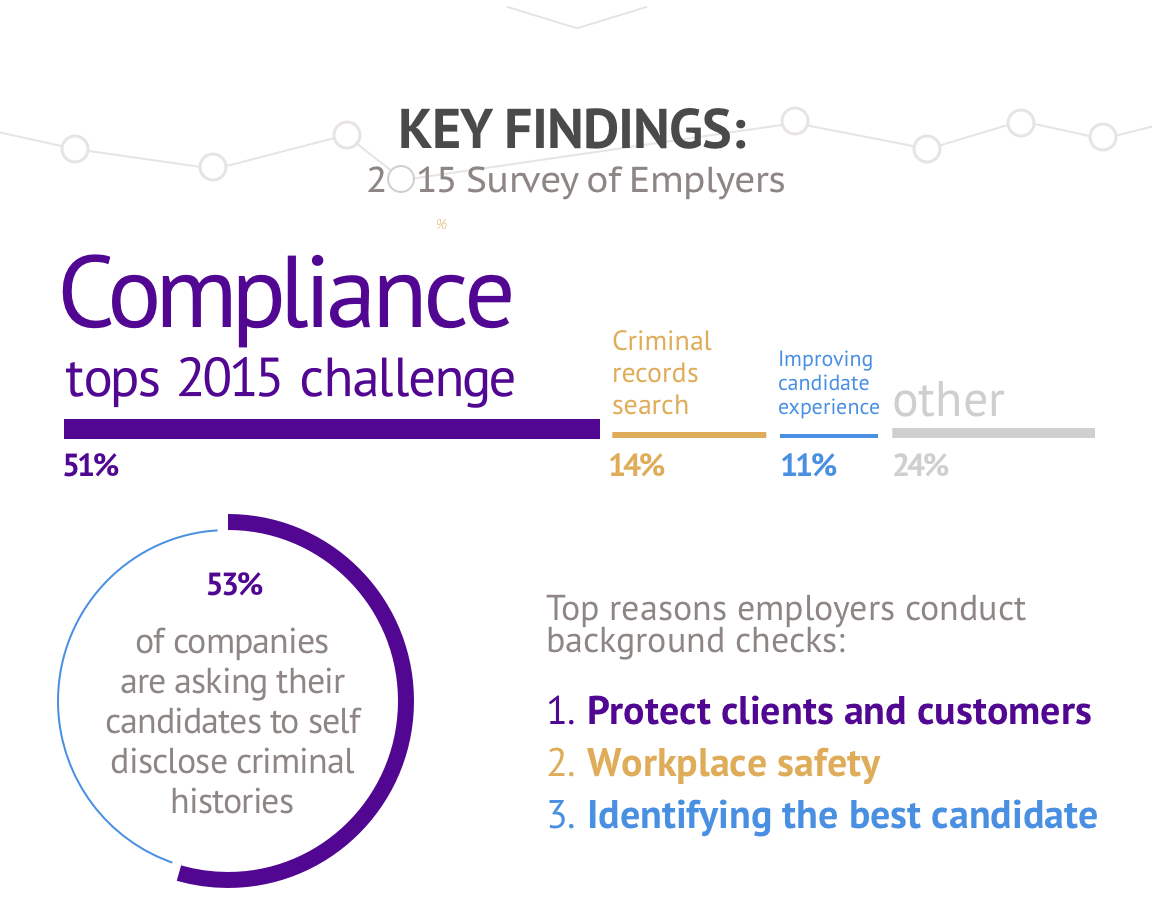 KEY FINDINGS:
2015 Survey of Emplyers
%
Compliance
tops 2015 challenge
51%
Criminal
records
search
14%
Improving
candidate
experience
11%
other
24%
53%
of companies
are asking their
candidates to self
disclose criminal
histories
Top reasons employers conduct
background checks:
1. Protect clients and customers
2. Workplace safety
3. Identifying the best candidate